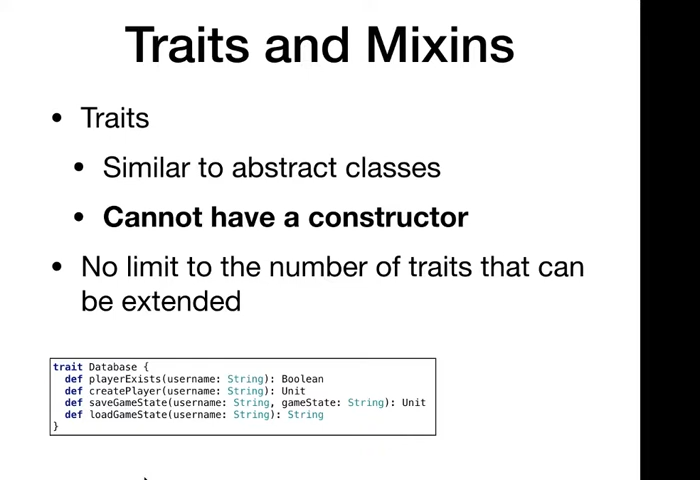 Traits and Mixins
• Traits
• Similar to abstract classes
• Cannot have a constructor
• No limit to the number of traits that can
be extended
trait Database {
def playerExists(username: String): Boolean
def createPlayer(username: String): Unit
def saveGameState(username: String, gameState: String): Unit
def loadGameState(username: String): String
}